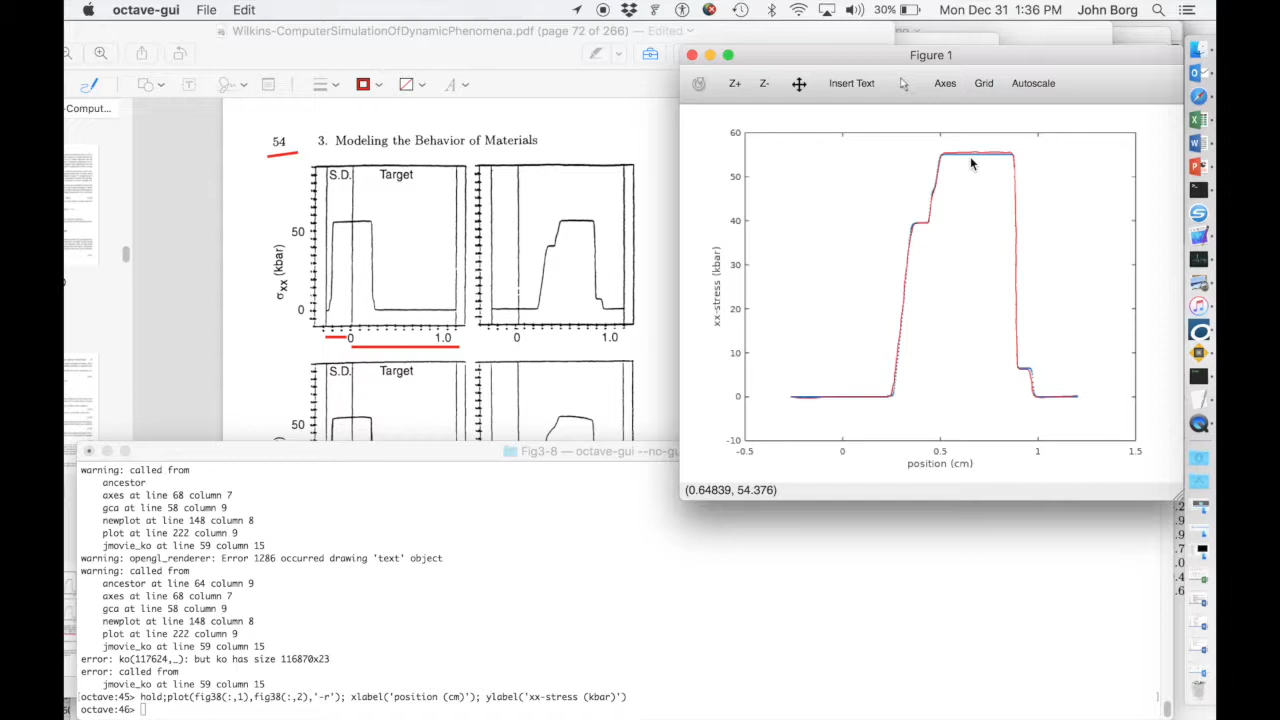 octave-gui File Edit 30% Mon Dec 31 1:36 PM John Borg
Wilkins-ComputerSimulationOfDynamicPhenomena.pdf (page 72 of 266) — Edited
Figure 1
Z+ Z- Insert Text Axes Grid Autoscale
-Comput...
54 3. Modeling the Behavior of Materials
S.D. Target
50
0
σxx (kbar)
0 1.0 0 1.0
S.D. Target
50
60
50
40
30
20
10
0
-10
-0.5 0 0.5 1 1.5
xx-stress (kbar)
position (cm)
(0.64839, 54.376)
Fig3-8 — octave-gui --no-gu
warning: called from
ancestor
axes at line 68 column 7
gca at line 58 column 9
newplot at line 148 column 8
plot at line 222 column 9
jmovie_ko at line 59 column 15
warning: opengl_renderer: Error 1286 occurred drawing 'text' object
warning: called from
ancestor at line 64 column 9
axes at line 68 column 7
gca at line 58 column 9
newplot at line 148 column 8
plot at line 222 column 9
jmovie_ko at line 59 column 15
error: ko(117624,_): but ko has size 116870x23
error: called from
jmovie_ko at line 59 column 15
octave:45> hold;plot(fig38(:,1),fig38(:,2),'-r'); xlabel('position (cm)'); ylabel('xx-stress (kbar)')
octave:46>
.2
.9
.9
.7
.0
.4
.6